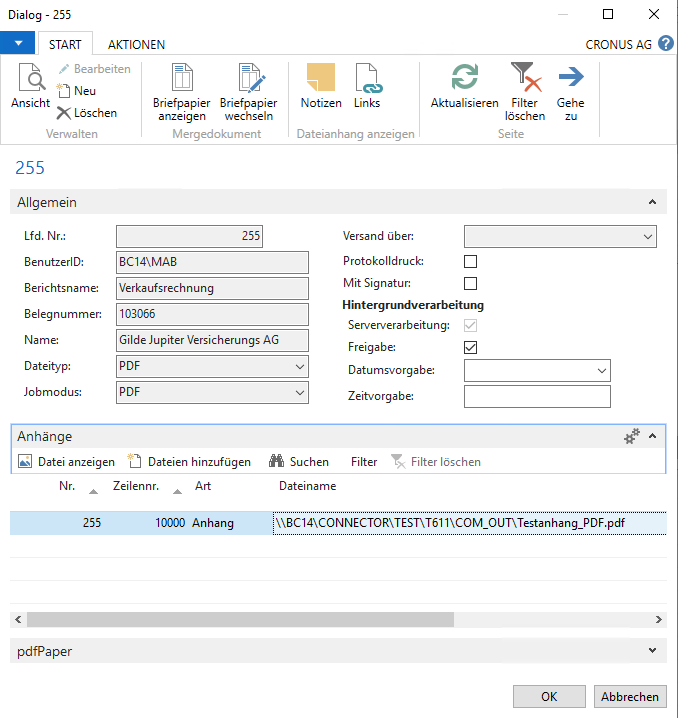 Dialog - 255
START AKTIONEN CRONUS AG ?
Ansicht
Bearbeiten
Neu
Löschen
Verwalten
Briefpapier anzeigen
Briefpapier wechseln
Mergedokument
Notizen
Links
Dateianhang anzeigen
Aktualisieren
Filter löschen
Gehe zu
Seite
255
Allgemein
Lfd. Nr.: 255
BenutzerID: BC14\MAB
Berichtsname: Verkaufsrechnung
Belegnummer: 103066
Name: Gilde Jupiter Versicherungs AG
Dateityp: PDF
Jobmodus: PDF
Versand über:
Protokolldruck:
Mit Signatur:
Hintergrundverarbeitung
Serververarbeitung:
Freigabe:
Datumsvorgabe:
Zeitvorgabe:
Anhänge
Datei anzeigen Dateien hinzufügen Suchen Filter Filter löschen
Nr. Zeilennr. Art Dateiname
255 10000 Anhang \\BC14\CONNECTOR\TEST\T611\COM_OUT\Testanhang_PDF.pdf
pdfPaper
OK Abbrechen